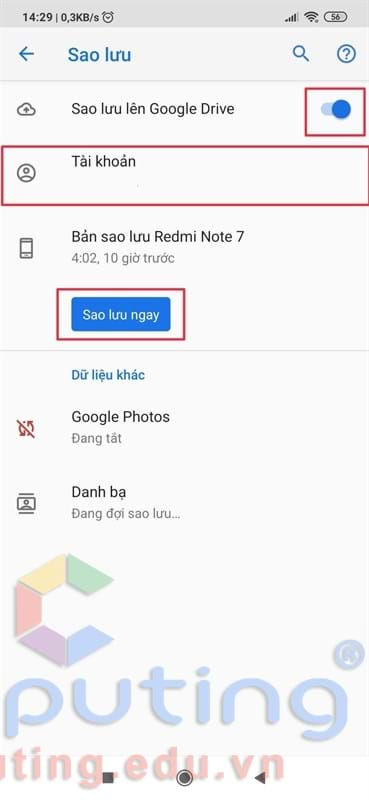 14:29 | 0,3KB/s
56
Sao lưu
Sao lưu lên Google Drive
Tài khoản
Bản sao lưu Redmi Note 7
4:02, 10 giờ trước
Sao lưu ngay
Dữ liệu khác
Google Photos
Đang tắt
Danh bạ
Đang đợi sao lưu...
puting
R
puting.edu.vn